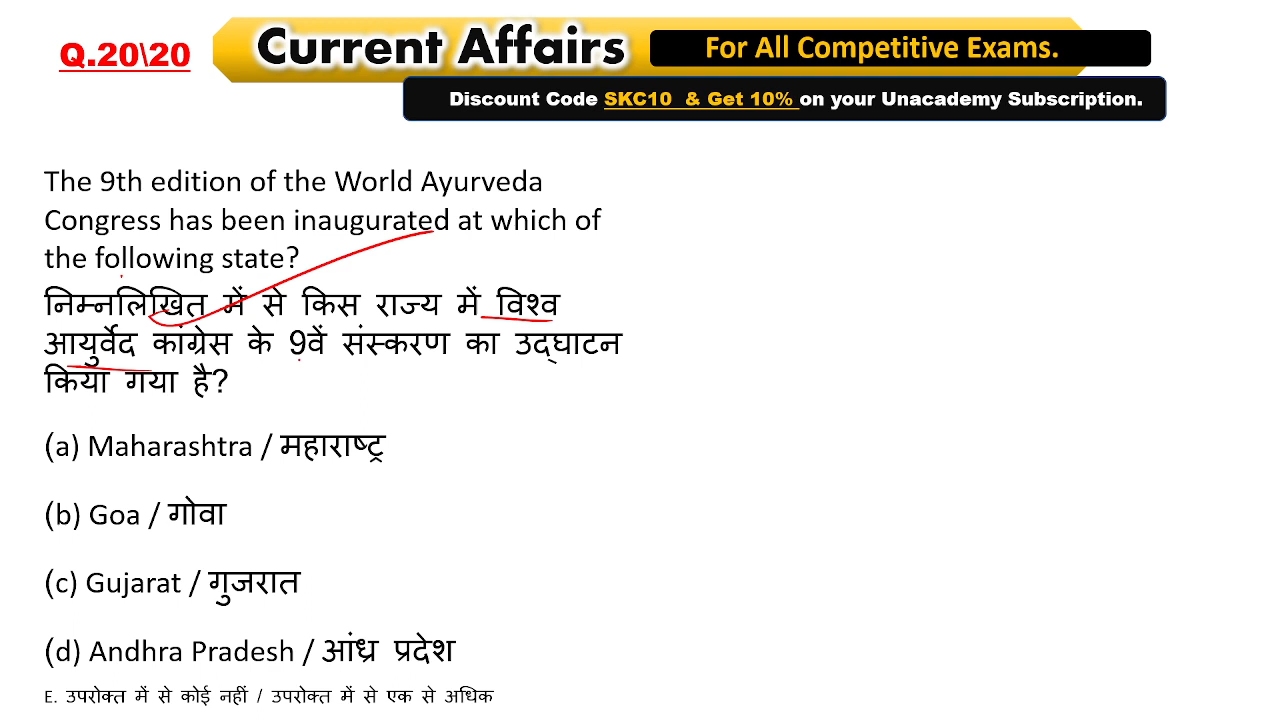 Q.20\20
Current Affairs
For All Competitive Exams.
Discount Code SKC10 & Get 10% on your Unacademy Subscription.
The 9th edition of the World Ayurveda
Congress has been inaugurated at which of
the following state?
निम्नलिखित में से किस राज्य में विश्व
आयुर्वेद कांग्रेस के 9वें संस्करण का उद्घाटन
किया गया है?
(a) Maharashtra / महाराष्ट्र
(b) Goa / गोवा
(c) Gujarat / गुजरात
(d) Andhra Pradesh / आंध्र प्रदेश
E. उपरोक्त में से कोई नहीं / उपरोक्त में से एक से अधिक